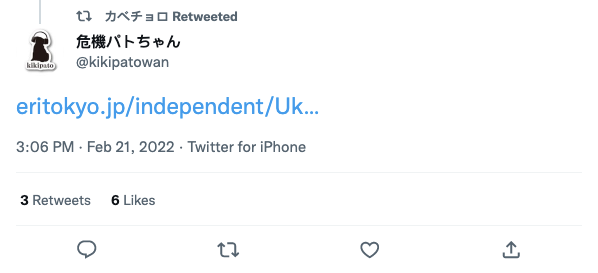 カベチョロ Retweeted
危機パトちゃん
kikipato
@kikipatowan
eritokyo.jp/independent/Uk...
3:06 PM · Feb 21, 2022 · Twitter for iPhone
3 Retweets 6 Likes